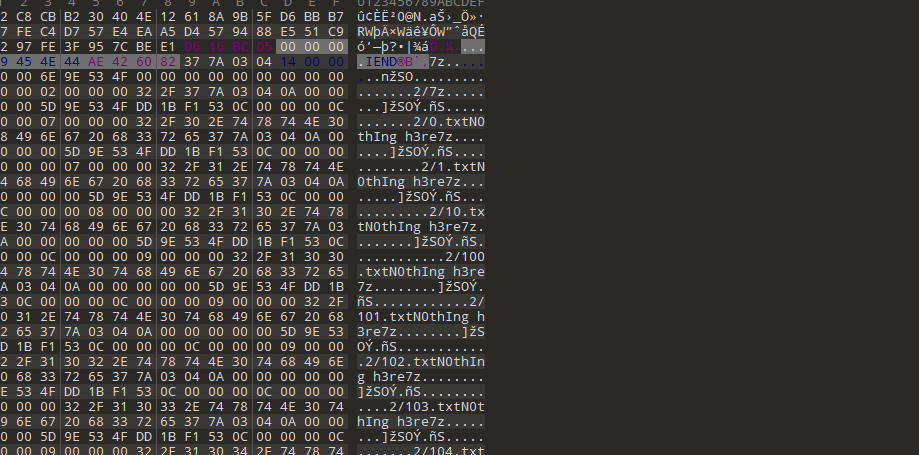 1 2 3 4 5 6 7 8 9 A B C D E F 0123456789ABCDEF
2 C8 CB B2 30 40 4E 12 61 8A 9B 5F D6 BB B7 ûCÈË²0@N.aŠ›_Ö»·
7 FE C4 D7 57 E4 EA A5 D4 57 94 88 E5 51 C9 RWþÄ×Wäê¥ÔW”ˆåQÉ
2 97 FE 3F 95 7C BE E1 D6 16 BC 05 00 00 00 ó’—þ?•|¾áÖ.¼....
9 45 4E 44 AE 42 60 82 37 7A 03 04 14 00 00 .IEND®B`‚7z.....
0 00 6E 9E 53 4F 00 00 00 00 00 00 00 00 00 ...nžSO.........
0 00 02 00 00 00 32 2F 37 7A 03 04 0A 00 00 .......2/7z.....
0 00 5D 9E 53 4F DD 1B F1 53 0C 00 00 00 0C ...]žSOÝ.ñS.....
0 00 07 00 00 00 32 2F 30 2E 74 78 74 4E 30 .......2/0.txtN0
8 49 6E 67 20 68 33 72 65 37 7A 03 04 0A 00 thIng h3re7z....
0 00 00 5D 9E 53 4F DD 1B F1 53 0C 00 00 00 ....]žSOÝ.ñS....
0 00 00 07 00 00 00 32 2F 31 2E 74 78 74 4E ........2/1.txtN
4 68 49 6E 67 20 68 33 72 65 37 7A 03 04 0A 0thIng h3re7z...
0 00 00 00 5D 9E 53 4F DD 1B F1 53 0C 00 00 .....]žSOÝ.ñS...
C 00 00 00 08 00 00 00 32 2F 31 30 2E 74 78 .........2/10.tx
E 30 74 68 49 6E 67 20 68 33 72 65 37 7A 03 tN0thIng h3re7z.
A 00 00 00 00 00 5D 9E 53 4F DD 1B F1 53 0C .......]žSOÝ.ñS.
0 00 0C 00 00 00 09 00 00 00 32 2F 31 30 30 ...........2/100
4 78 74 4E 30 74 68 49 6E 67 20 68 33 72 65 .txtN0thIng h3re
A 03 04 0A 00 00 00 00 00 5D 9E 53 4F DD 1B 7z........]žSOÝ.
3 0C 00 00 00 0C 00 00 00 09 00 00 00 32 2F ñS............2/
0 31 2E 74 78 74 4E 30 74 68 49 6E 67 20 68 101.txtN0thIng h
2 65 37 7A 03 04 0A 00 00 00 00 00 5D 9E 53 3re7z........]žS
D 1B F1 53 0C 00 00 00 0C 00 00 00 09 00 00 OÝ.ñS...........
2 2F 31 30 32 2E 74 78 74 4E 30 74 68 49 6E .2/102.txtN0thIn
0 68 33 72 65 37 7A 03 04 0A 00 00 00 00 00 g h3re7z........
E 53 4F DD 1B F1 53 0C 00 00 00 0C 00 00 00 ]žSOÝ.ñS........
0 00 00 32 2F 31 30 33 2E 74 78 74 4E 30 74 ....2/103.txtN0t
9 6E 67 20 68 33 72 65 37 7A 03 04 0A 00 00 hIng h3re7z.....
0 00 5D 9E 53 4F DD 1B F1 53 0C 00 00 00 0C ...]žSOÝ.ñS.....
0 00 09 00 00 00 32 2F 31 30 34 2E 74 78 74 .......2/104.txt